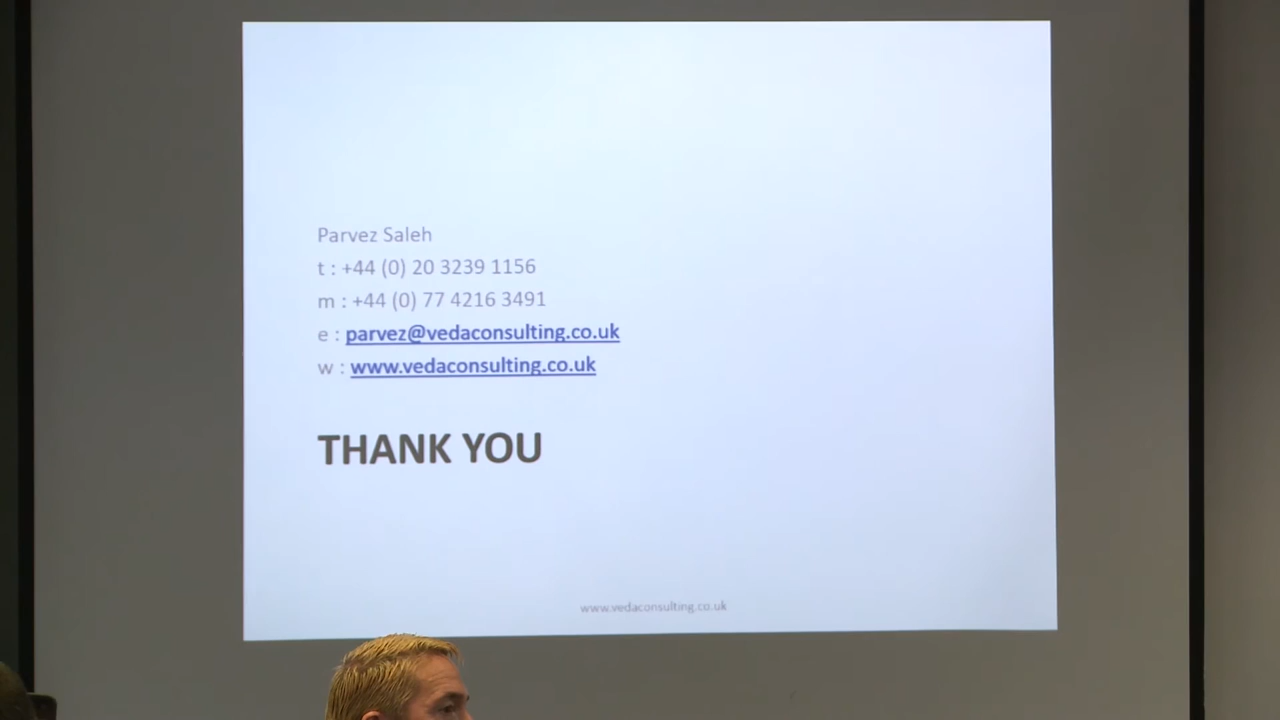 Parvez Saleh
t : +44 (0) 20 3239 1156
m : +44 (0) 77 4216 3491
e : parvez@vedaconsulting.co.uk
w : www.vedaconsulting.co.uk
THANK YOU
www.vedaconsulting.co.uk